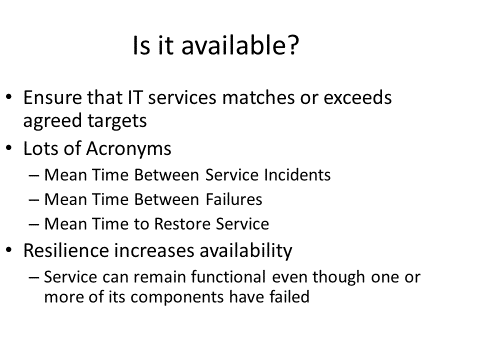 Is it available?
• Ensure that IT services matches or exceeds
agreed targets
• Lots of Acronyms
– Mean Time Between Service Incidents
– Mean Time Between Failures
– Mean Time to Restore Service
• Resilience increases availability
– Service can remain functional even though one or
more of its components have failed